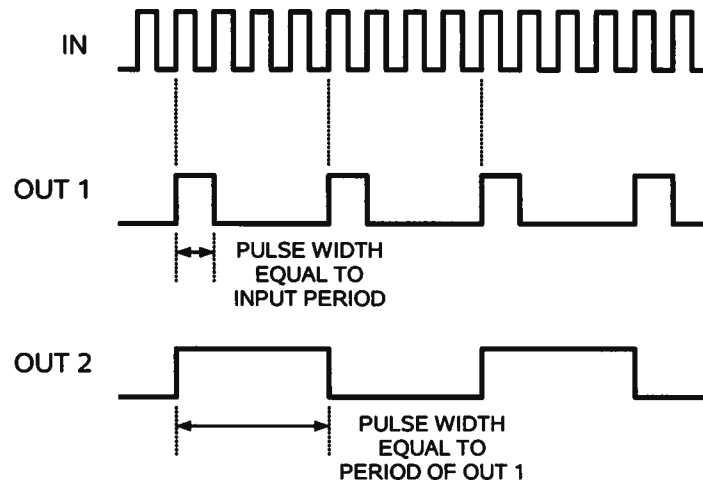 IN
OUT 1
PULSE WIDTH
EQUAL TO
INPUT PERIOD
OUT 2
PULSE WIDTH
EQUAL TO
PERIOD OF OUT 1